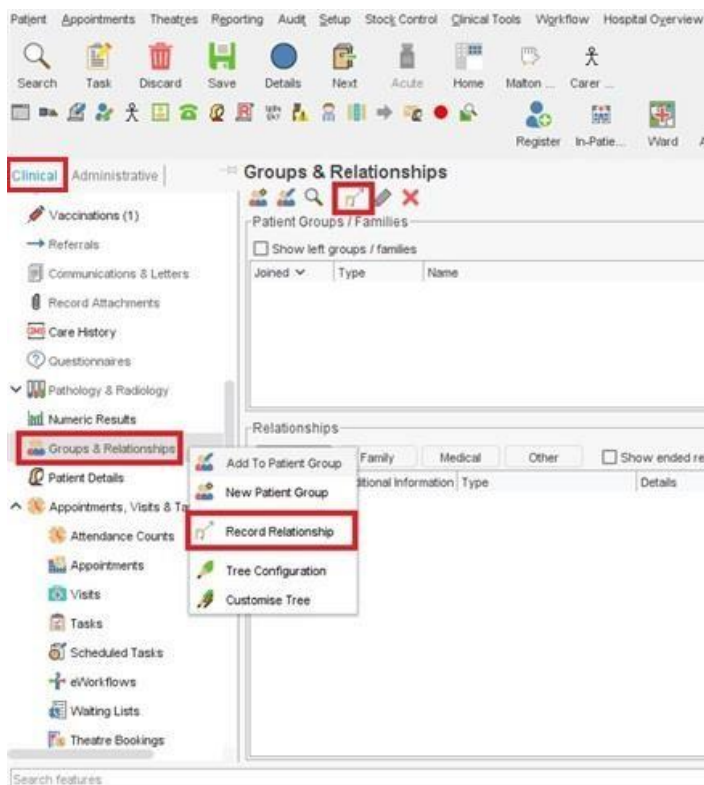 Patient Appointments Theatres Reporting Audit Setup Stock Control Clinical Tools Workflow Hospital Overview
Search Task Discard Save Details Next Acute Home Malton ... Carer ...
Register In-Patie... Ward
Clinical Administrative
Groups & Relationships
Vaccinations (1)
Referrals
Communications & Letters
Record Attachments
Care History
Questionnaires
Pathology & Radiology
Numeric Results
Groups & Relationships
Patient Details
Appointments, Visits & Ta
Attendance Counts
Appointments
Visits
Tasks
Scheduled Tasks
eWorkflows
Waiting Lists
Theatre Bookings
Search features
Patient Groups / Families
Show left groups / families
Joined Type Name
Relationships
Family Medical Other Show ended re
ditional Information Type Details
Add To Patient Group
New Patient Group
Record Relationship
Tree Configuration
Customise Tree